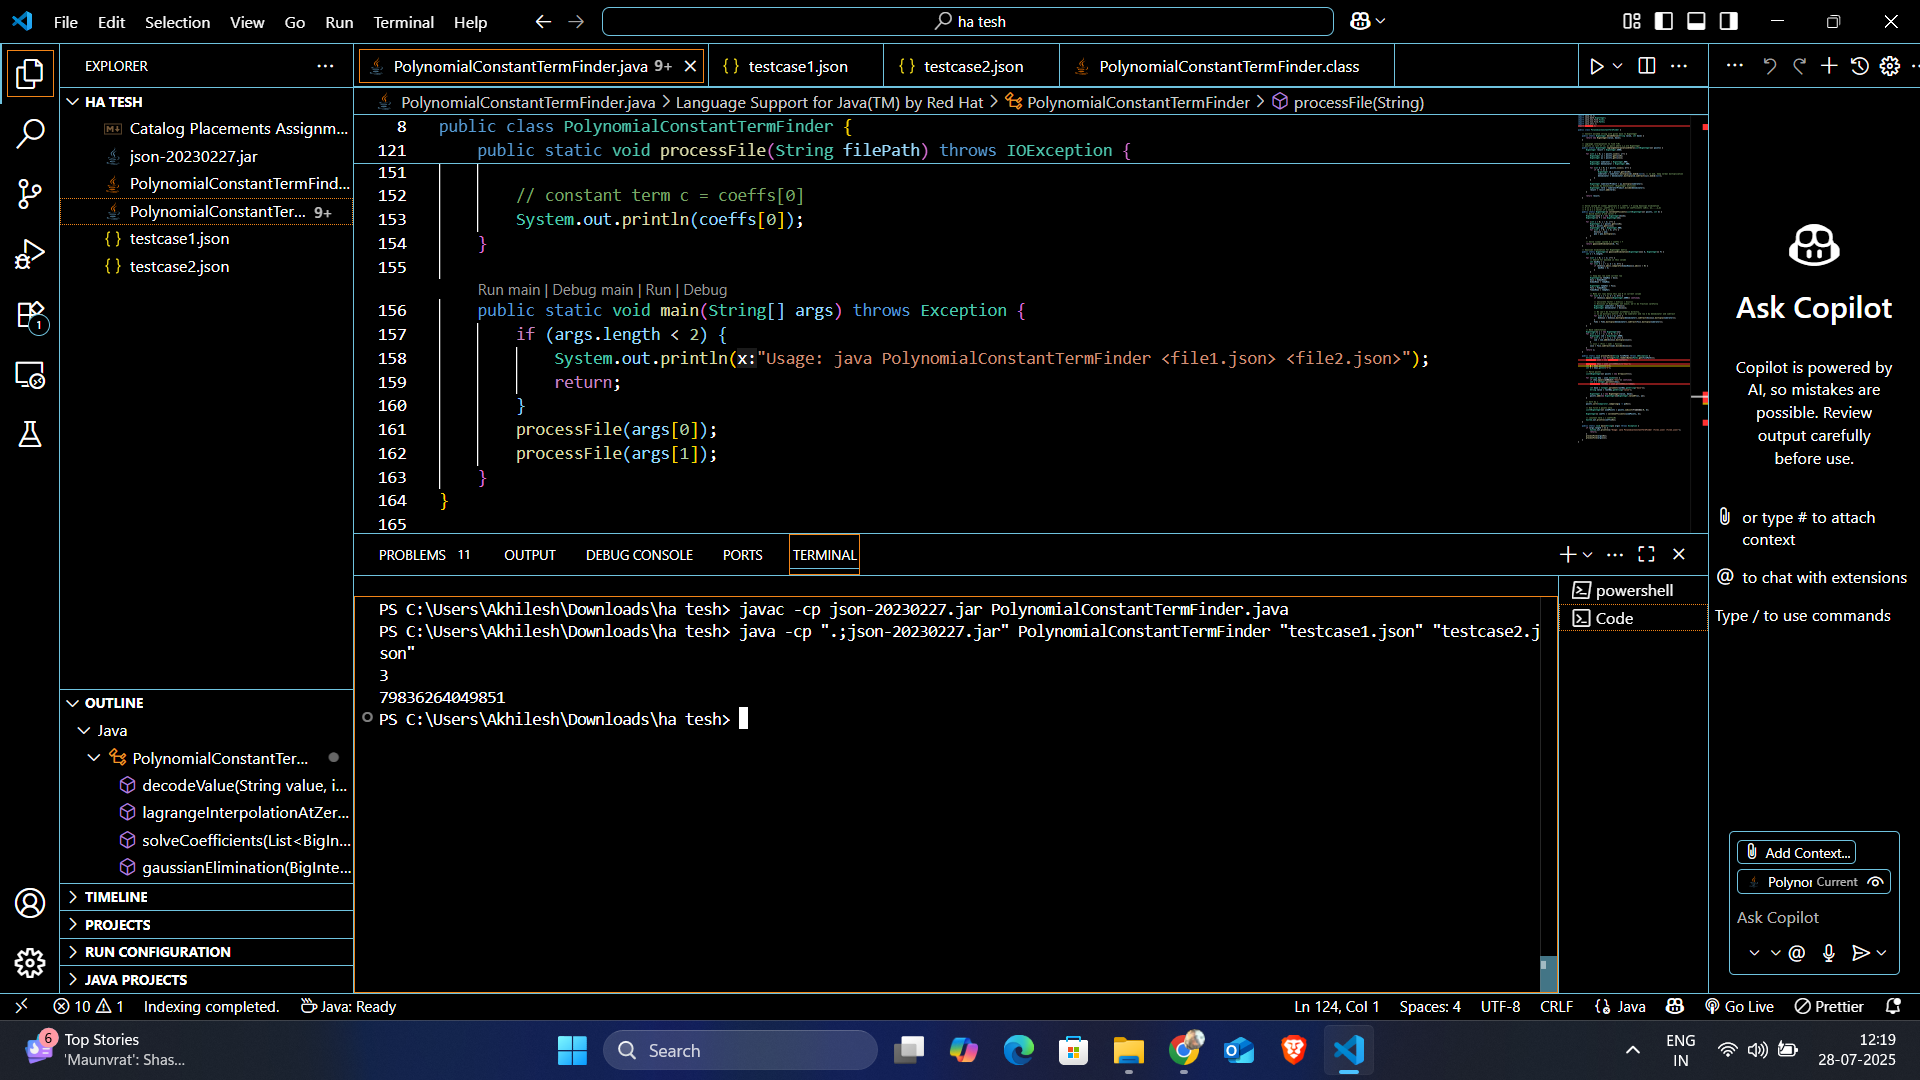 File Edit Selection View Go Run Terminal Help
ha tesh
EXPLORER
HA TESH
Catalog Placements Assignm...
json-20230227.jar
PolynomialConstantTermFind...
PolynomialConstantTer... 9+
testcase1.json
testcase2.json
OUTLINE
Java
PolynomialConstantTer...
decodeValue(String value, i...
lagrangeInterpolationAtZer...
solveCoefficients(List<BigIn...
gaussianElimination(BigInte...
TIMELINE
PROJECTS
RUN CONFIGURATION
JAVA PROJECTS
PolynomialConstantTermFinder.java 9+
testcase1.json
testcase2.json
PolynomialConstantTermFinder.class
PolynomialConstantTermFinder.java > Language Support for Java(TM) by Red Hat > PolynomialConstantTermFinder > processFile(String)
8 public class PolynomialConstantTermFinder {
121 public static void processFile(String filePath) throws IOException {
151
152 // constant term c = coeffs[0]
153 System.out.println(coeffs[0]);
154 }
155
Run main | Debug main | Run | Debug
156 public static void main(String[] args) throws Exception {
157 if (args.length < 2) {
158 System.out.println(x:"Usage: java PolynomialConstantTermFinder <file1.json> <file2.json>");
159 return;
160 }
161 processFile(args[0]);
162 processFile(args[1]);
163 }
164 }
165
PROBLEMS 11 OUTPUT DEBUG CONSOLE PORTS TERMINAL
PS C:\Users\Akhilesh\Downloads\ha tesh> javac -cp json-20230227.jar PolynomialConstantTermFinder.java
PS C:\Users\Akhilesh\Downloads\ha tesh> java -cp ".;json-20230227.jar" PolynomialConstantTermFinder "testcase1.json" "testcase2.j
son"
3
79836264049851
PS C:\Users\Akhilesh\Downloads\ha tesh>
powershell
Code
Ask Copilot
Copilot is powered by
AI, so mistakes are
possible. Review
output carefully
before use.
or type # to attach
context
@ to chat with extensions
Type / to use commands
Add Context...
Polynor Current
Ask Copilot
10 1 Indexing completed. Java: Ready
Ln 124, Col 1 Spaces: 4 UTF-8 CRLF {} Java Go Live Prettier
6
Top Stories
'Maunvrat': Shas...
Search
ENG
IN
12:19
28-07-2025